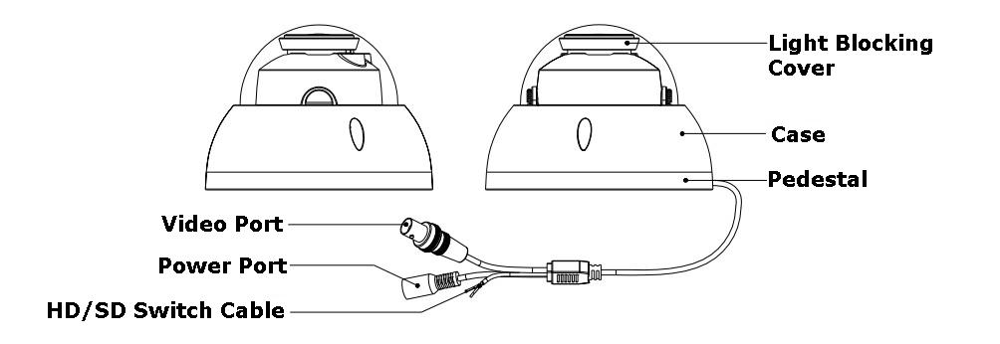 Light Blocking
Cover
Case
Pedestal
Video Port
Power Port
HD/SD Switch Cable